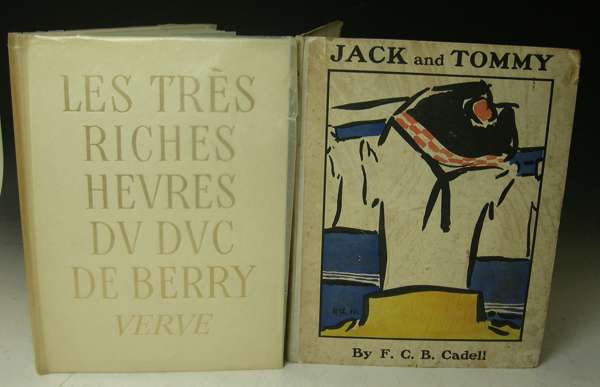 LES TRÈS
RICHES
HEVRES
DV DVC
DE BERRY
VERVE
JACK and TOMMY
By F. C. B. Cadell